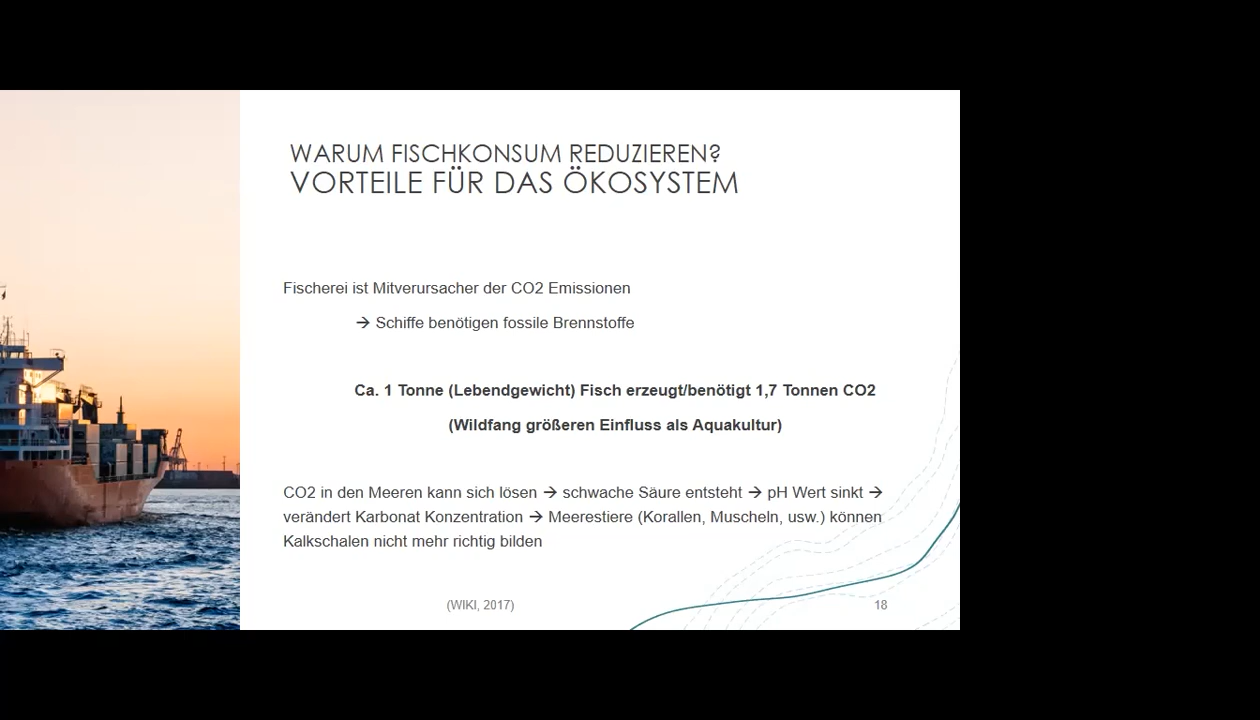 WARUM FISCHKONSUM REDUZIEREN?
VORTEILE FÜR DAS ÖKOSYSTEM
Fischerei ist Mitverursacher der CO2 Emissionen
→ Schiffe benötigen fossile Brennstoffe
Ca. 1 Tonne (Lebendgewicht) Fisch erzeugt/benötigt 1,7 Tonnen CO2
(Wildfang größeren Einfluss als Aquakultur)
CO2 in den Meeren kann sich lösen → schwache Säure entsteht → pH Wert sinkt →
verändert Karbonat Konzentration → Meerestiere (Korallen, Muscheln, usw.) können
Kalkschalen nicht mehr richtig bilden
(WIKI, 2017)
18